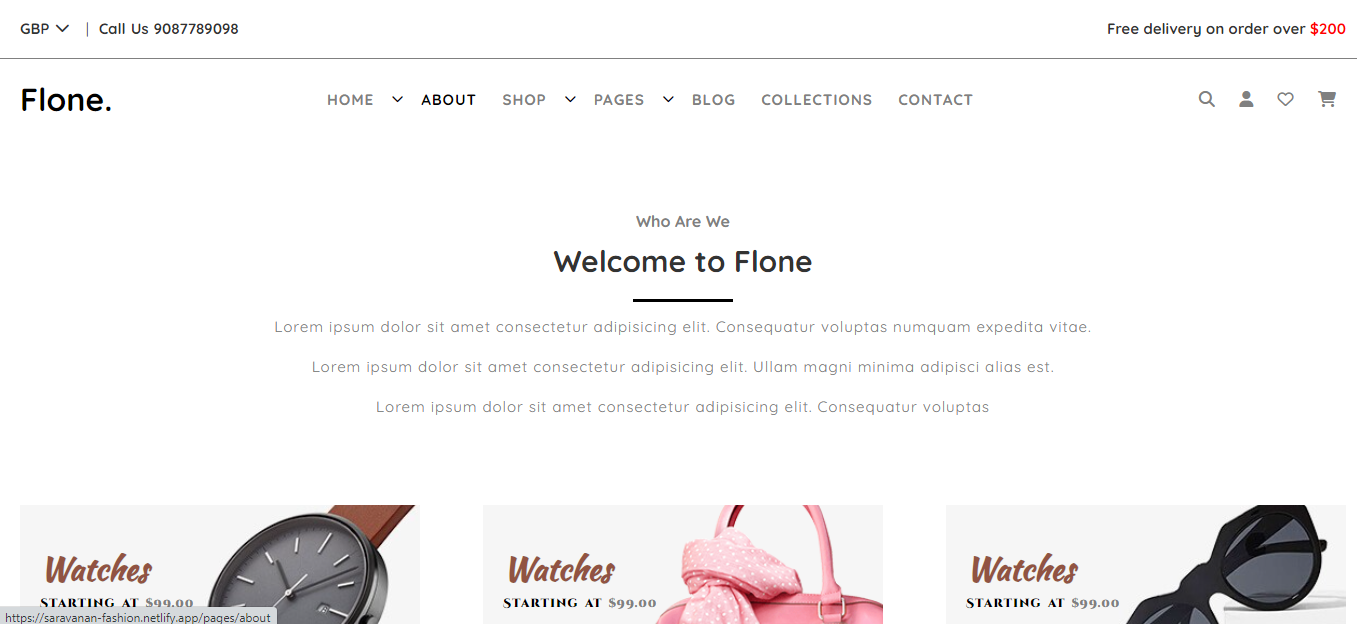 GBP | Call Us 9087789098 Free delivery on order over $200
Flone. HOME ABOUT SHOP PAGES BLOG COLLECTIONS CONTACT
Who Are We
Welcome to Flone
Lorem ipsum dolor sit amet consectetur adipisicing elit. Consequatur voluptas numquam expedita vitae.
Lorem ipsum dolor sit amet consectetur adipisicing elit. Ullam magni minima adipisci alias est.
Lorem ipsum dolor sit amet consectetur adipisicing elit. Consequatur voluptas
Watches
STARTING AT $99.00
Watches
STARTING AT $99.00
Watches
STARTING AT $99.00
https://saravanan-fashion.netlify.app/pages/about